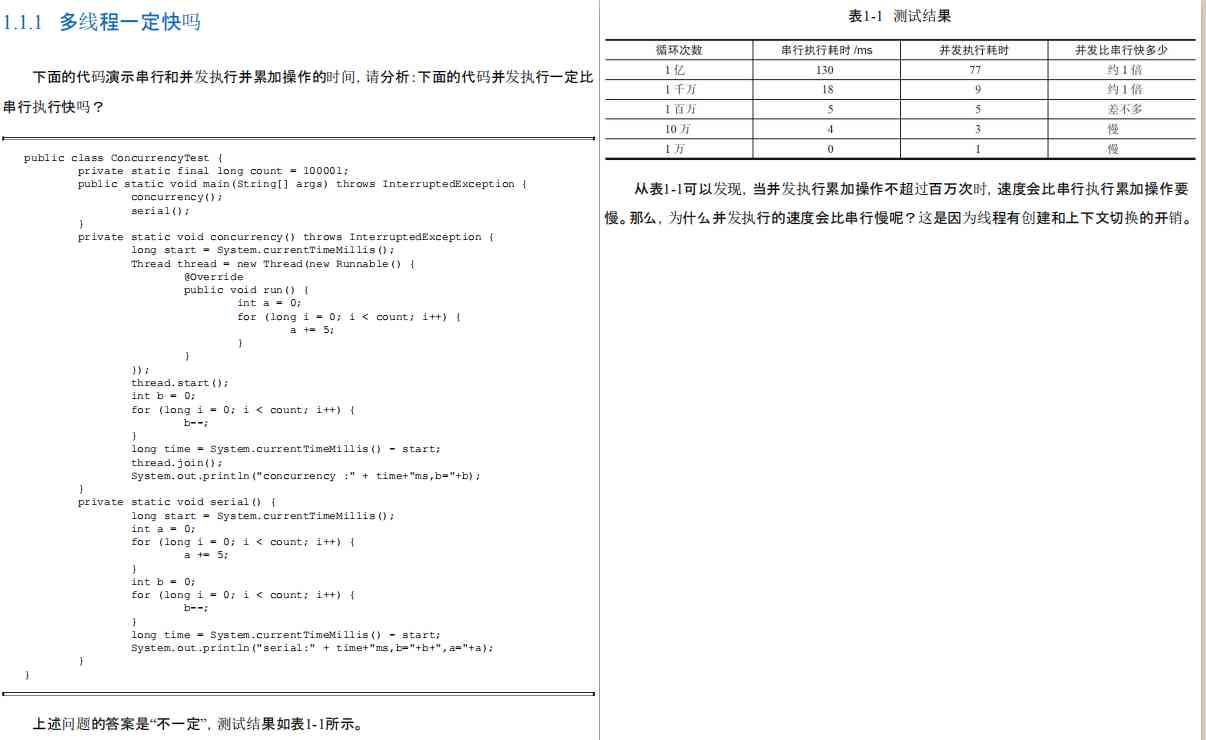 1.1.1 多线程一定快吗
下面的代码演示串行和并发执行并累加操作的时间，请分析：下面的代码并发执行一定比
串行执行快吗？
public class ConcurrencyTest {
private static final long count = 10000l;
public static void main(String[] args) throws InterruptedException {
concurrency();
serial();
}
private static void concurrency() throws InterruptedException {
long start = System.currentTimeMillis();
Thread thread = new Thread(new Runnable() {
@Override
public void run() {
int a = 0;
for (long i = 0; i < count; i++) {
a += 5;
}
}
});
thread.start();
int b = 0;
for (long i = 0; i < count; i++) {
b--;
}
long time = System.currentTimeMillis() - start;
thread.join();
System.out.println("concurrency :" + time+"ms,b="+b);
}
private static void serial() {
long start = System.currentTimeMillis();
int a = 0;
for (long i = 0; i < count; i++) {
a += 5;
}
int b = 0;
for (long i = 0; i < count; i++) {
b--;
}
long time = System.currentTimeMillis() - start;
System.out.println("serial:" + time+"ms,b="+b+",a="+a);
}
}
上述问题的答案是“不一定”，测试结果如表1-1所示。
表1-1 测试结果
循环次数 串行执行耗时 /ms 并发执行耗时 并发比串行快多少
1 亿 130 77 约 1 倍
1 千万 18 9 约 1 倍
1 百万 5 5 差不多
10 万 4 3 慢
1 万 0 1 慢
从表1-1可以发现，当并发执行累加操作不超过百万次时，速度会比串行执行累加操作要
慢。那么，为什么并发执行的速度会比串行慢呢？这是因为线程有创建和上下文切换的开销。